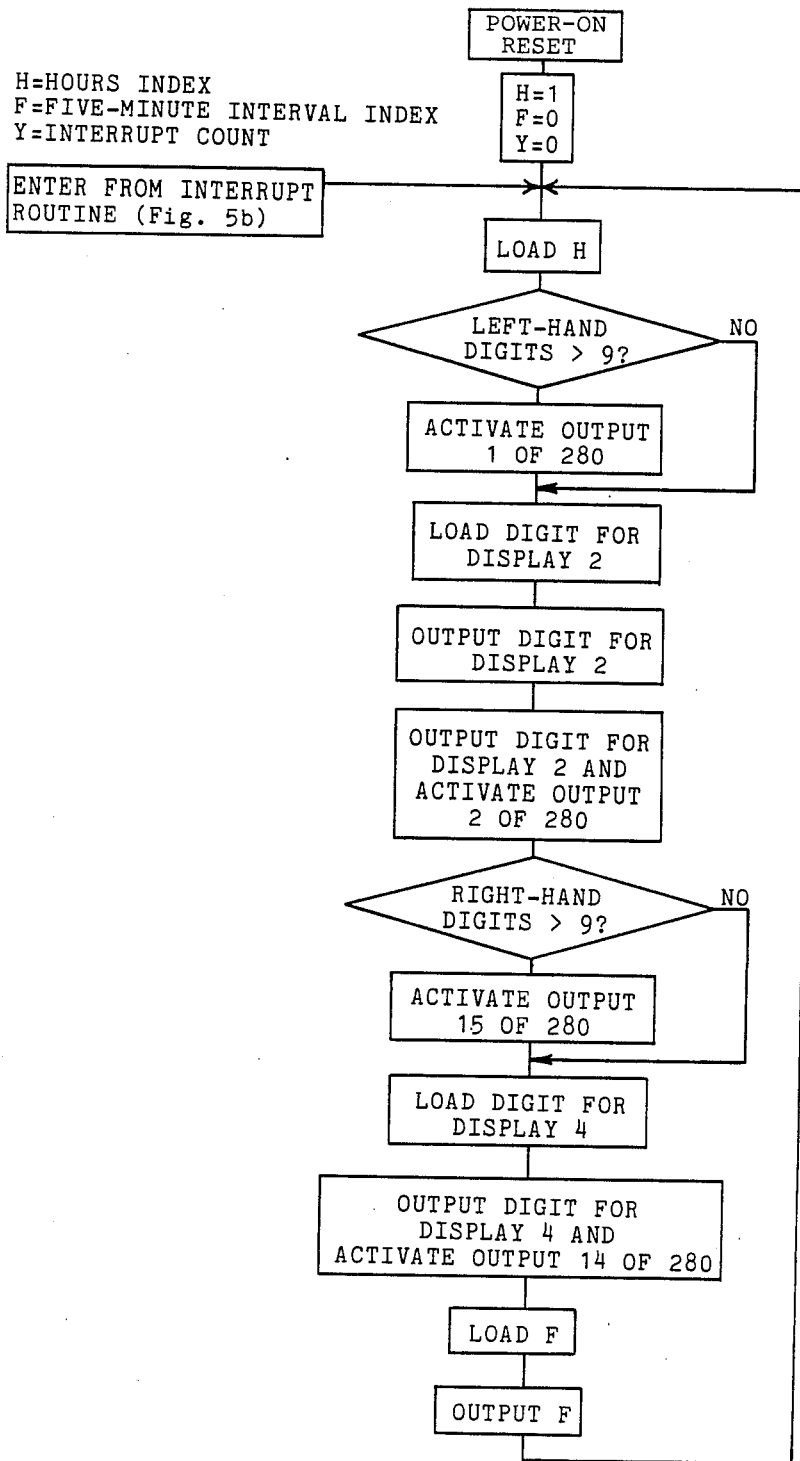 POWER-ON
RESET
H=HOURS INDEX
F=FIVE-MINUTE INTERVAL INDEX
Y=INTERRUPT COUNT
H=1
F=0
Y=0
ENTER FROM INTERRUPT
ROUTINE (Fig. 5b)
LOAD H
LEFT-HAND
DIGITS > 9?
NO
ACTIVATE OUTPUT
1 OF 280
LOAD DIGIT FOR
DISPLAY 2
OUTPUT DIGIT FOR
DISPLAY 2
OUTPUT DIGIT FOR
DISPLAY 2 AND
ACTIVATE OUTPUT
2 OF 280
RIGHT-HAND
DIGITS > 9?
NO
ACTIVATE OUTPUT
15 OF 280
LOAD DIGIT FOR
DISPLAY 4
OUTPUT DIGIT FOR
DISPLAY 4 AND
ACTIVATE OUTPUT 14 OF 280
LOAD F
OUTPUT F